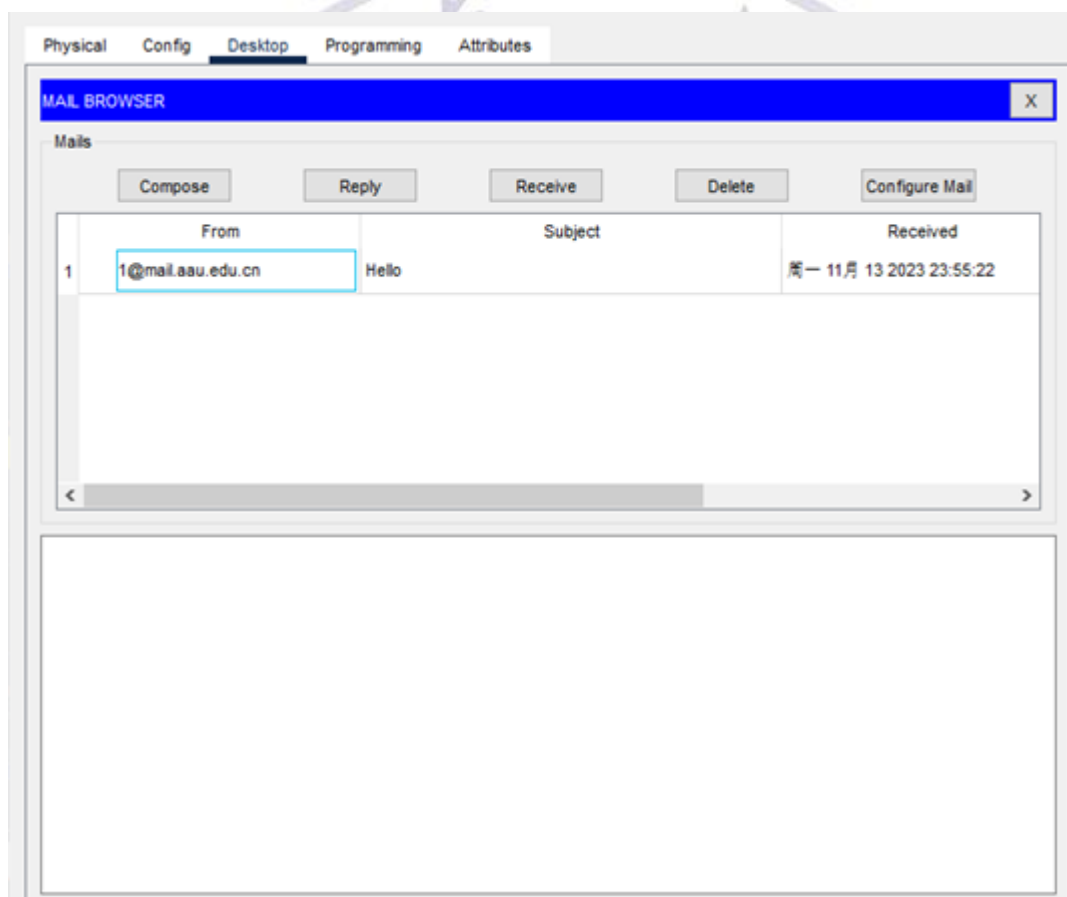 Physical Config Desktop Programming Attributes
MAIL BROWSER X
Mails
Compose Reply Receive Delete Configure Mail
From Subject Received
1 1@mail.aau.edu.cn Hello 周一 11月 13 2023 23:55:22